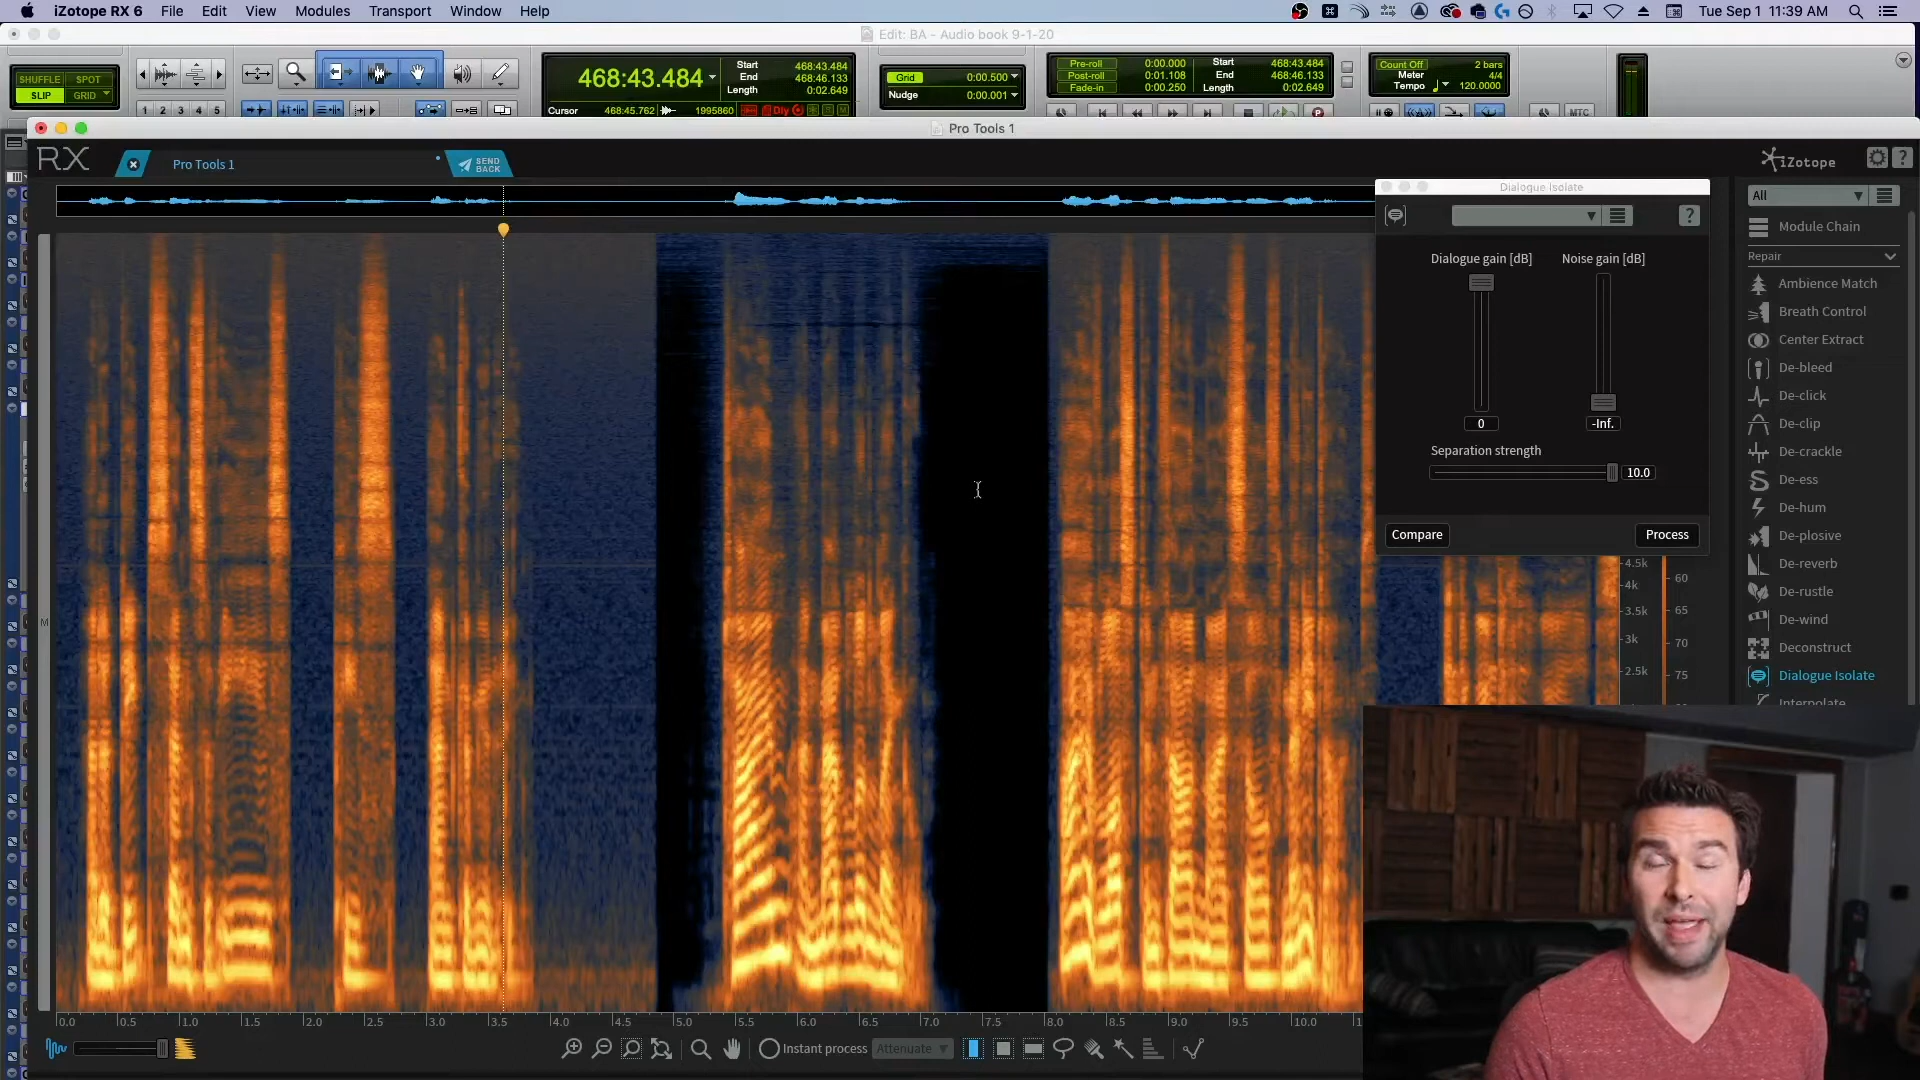 iZotope RX 6 File Edit View Modules Transport Window Help Tue Sep 1 11:39 AM
Edit: BA - Audio book 9-1-20
SHUFFLE SPOT
SLIP GRID
1 2 3 4 5
468:43.484
Start 468:43.484
End 468:46.133
Length 0:02.649
Cursor 468:45.762 1995860 Dly
Grid 0:00.500
Nudge 0:00.001
Pre-roll 0:00.000
Post-roll 0:01.108
Fade-in 0:00.250
Start 468:43.484
End 468:46.133
Length 0:02.649
Count Off 2 bars
Meter 4/4
Tempo 120.0000
MTC
Pro Tools 1
RX
Pro Tools 1
SEND BACK
iZotope
?
Dialogue Isolate
?
Dialogue gain [dB] Noise gain [dB]
0 -Inf.
Separation strength
10.0
Compare Process
All
Module Chain
Repair
Ambience Match
Breath Control
Center Extract
De-bleed
De-click
De-clip
De-crackle
De-ess
De-hum
De-plosive
De-reverb
De-rustle
De-wind
Deconstruct
Dialogue Isolate
Interpolate
4.5k
4k
3.5k
3k
2.5k
60
65
70
75
M
0.0 0.5 1.0 1.5 2.0 2.5 3.0 3.5 4.0 4.5 5.0 5.5 6.0 6.5 7.0 7.5 8.0 8.5 9.0 9.5 10.0
Instant process Attenuate